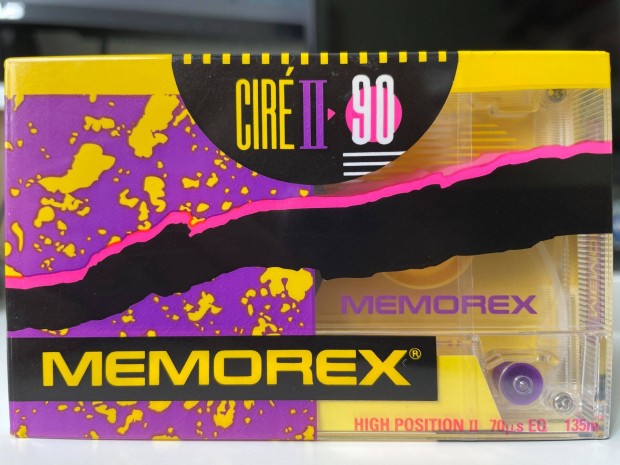 CIRÉ II 90
MEMOREX
MEMOREX®
HIGH POSITION II 70µs EQ 135m